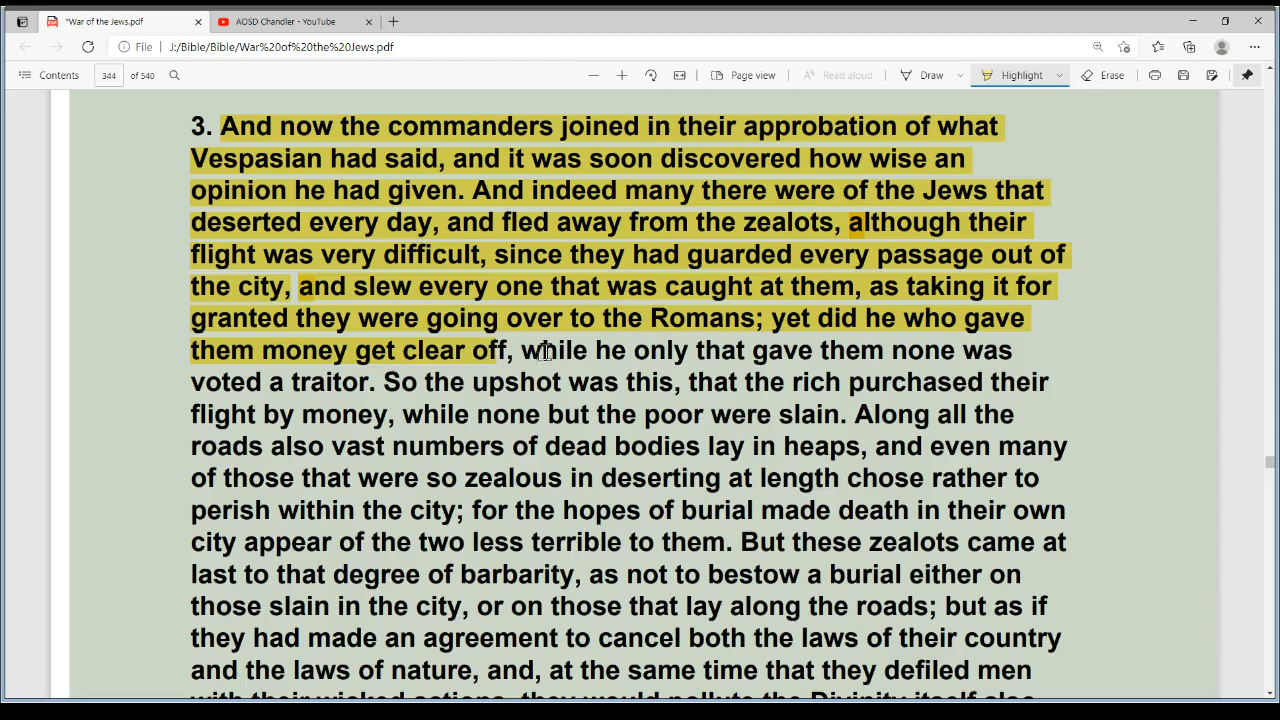 *War of the Jews.pdf
AOSD Chandler - YouTube
File
J:/Bible/Bible/War%20of%20the%20Jews.pdf
Contents
344
of 540
Page view
Read aloud
Draw
Highlight
Erase
3. And now the commanders joined in their approbation of what
Vespasian had said, and it was soon discovered how wise an
opinion he had given. And indeed many there were of the Jews that
deserted every day, and fled away from the zealots, although their
flight was very difficult, since they had guarded every passage out of
the city, and slew every one that was caught at them, as taking it for
granted they were going over to the Romans; yet did he who gave
them money get clear off, while he only that gave them none was
voted a traitor. So the upshot was this, that the rich purchased their
flight by money, while none but the poor were slain. Along all the
roads also vast numbers of dead bodies lay in heaps, and even many
of those that were so zealous in deserting at length chose rather to
perish within the city; for the hopes of burial made death in their own
city appear of the two less terrible to them. But these zealots came at
last to that degree of barbarity, as not to bestow a burial either on
those slain in the city, or on those that lay along the roads; but as if
they had made an agreement to cancel both the laws of their country
and the laws of nature, and, at the same time that they defiled men
with their wicked actions, they would pollute the Divinity itself also